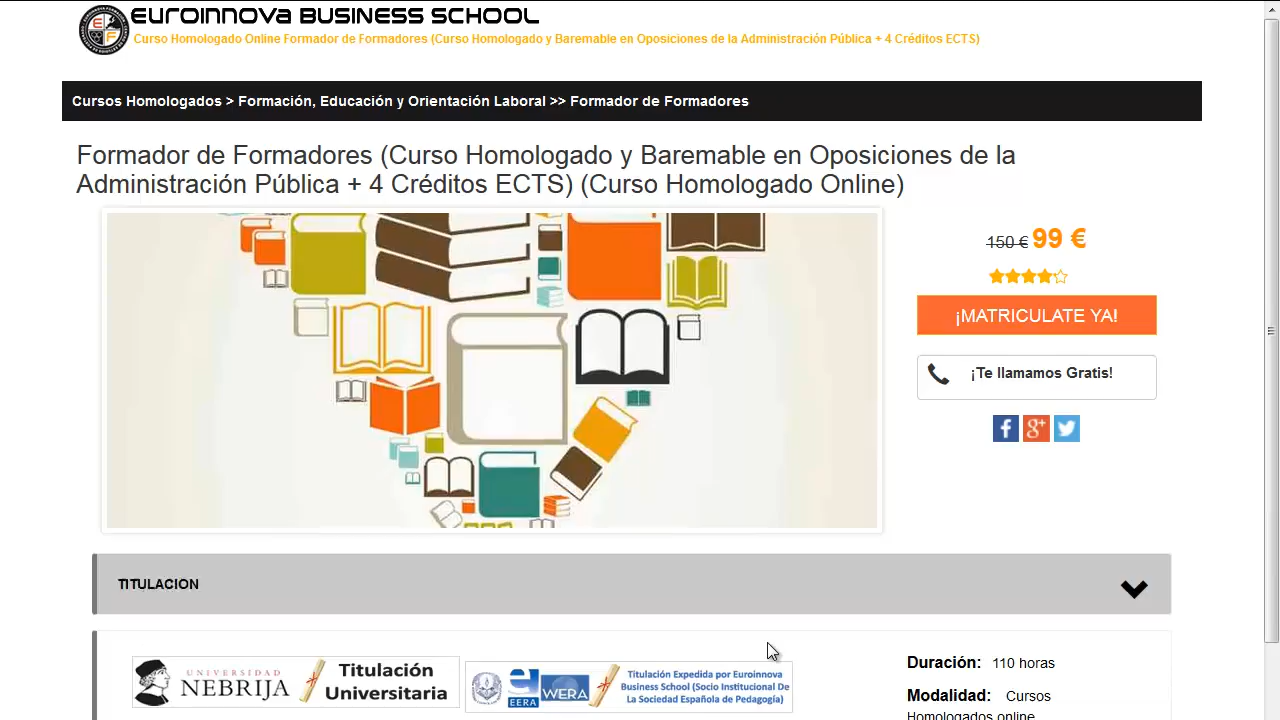 EUROINNOVA BUSINESS SCHOOL
Curso Homologado Online Formador de Formadores (Curso Homologado y Baremable en Oposiciones de la Administración Pública + 4 Créditos ECTS)
Cursos Homologados > Formación, Educación y Orientación Laboral >> Formador de Formadores
Formador de Formadores (Curso Homologado y Baremable en Oposiciones de la
Administración Pública + 4 Créditos ECTS) (Curso Homologado Online)
150 € 99 €
¡MATRICULATE YA!
¡Te llamamos Gratis!
TITULACION
UNIVERSIDAD
NEBRIJA
Titulación
Universitaria
EERA
WERA
Titulación Expedida por Euroinnova
Business School (Socio Institucional De
La Sociedad Española de Pedagogía)
Duración: 110 horas
Modalidad: Cursos
Homologados online